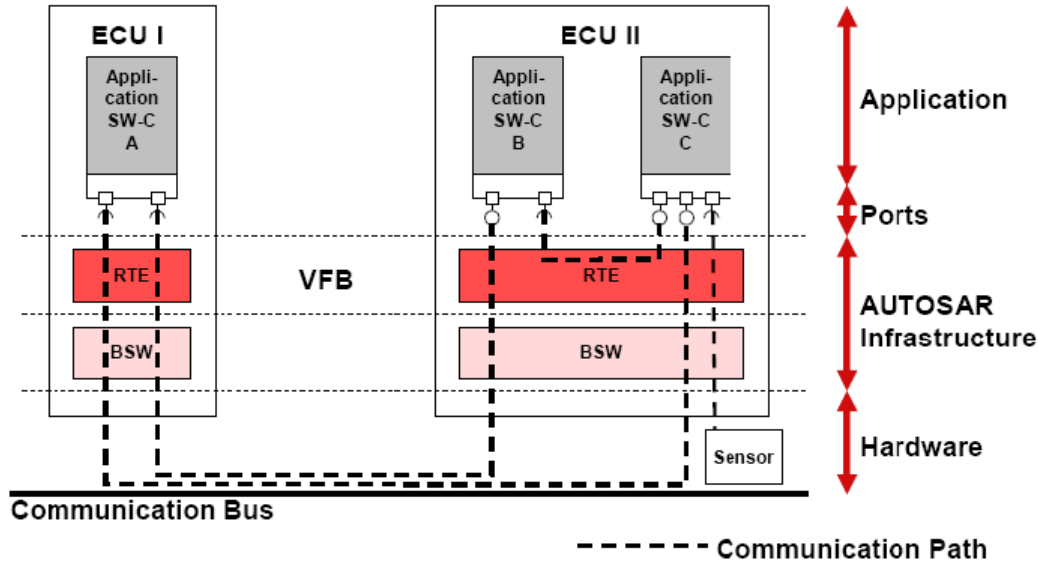 ECU I
ECU II
Appli-
cation
SW-C
A
Appli-
cation
SW-C
B
Appli-
cation
SW-C
C
Application
Ports
RTE
VFB
RTE
AUTOSAR
Infrastructure
BSW
BSW
Sensor
Hardware
Communication Bus
Communication Path